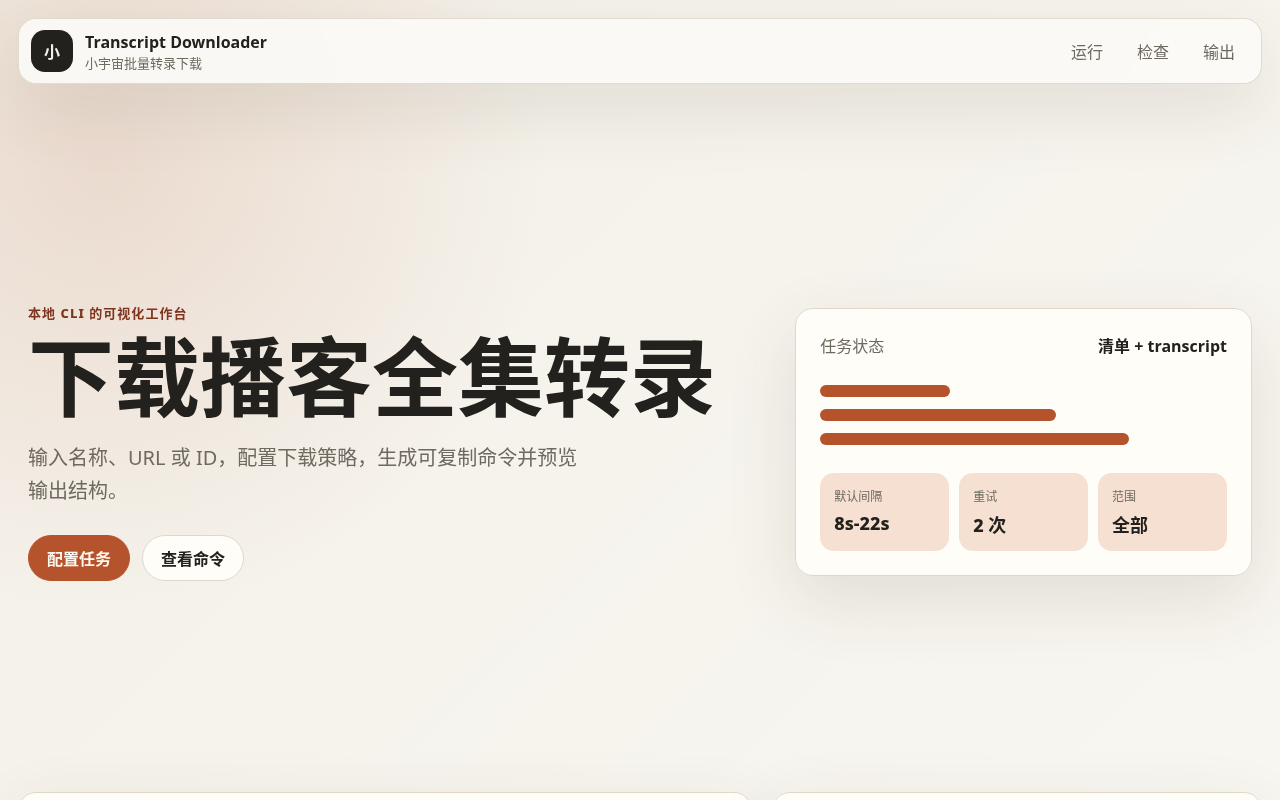 小
Transcript Downloader
小宇宙批量转录下载
运行
检查
输出
本地 CLI 的可视化工作台
下载播客全集转录
输入名称、URL 或 ID，配置下载策略，生成可复制命令并预览
输出结构。
配置任务
查看命令
任务状态
清单 + transcript
默认间隔
8s-22s
重试
2 次
范围
全部